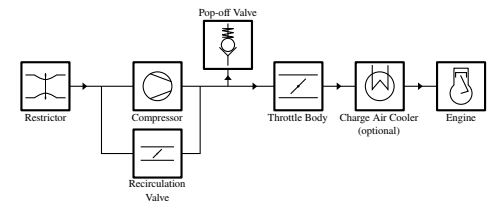 Pop-off Valve
Restrictor
Compressor
Throttle Body
Charge Air Cooler
(optional)
Engine
Recirculation
Valve